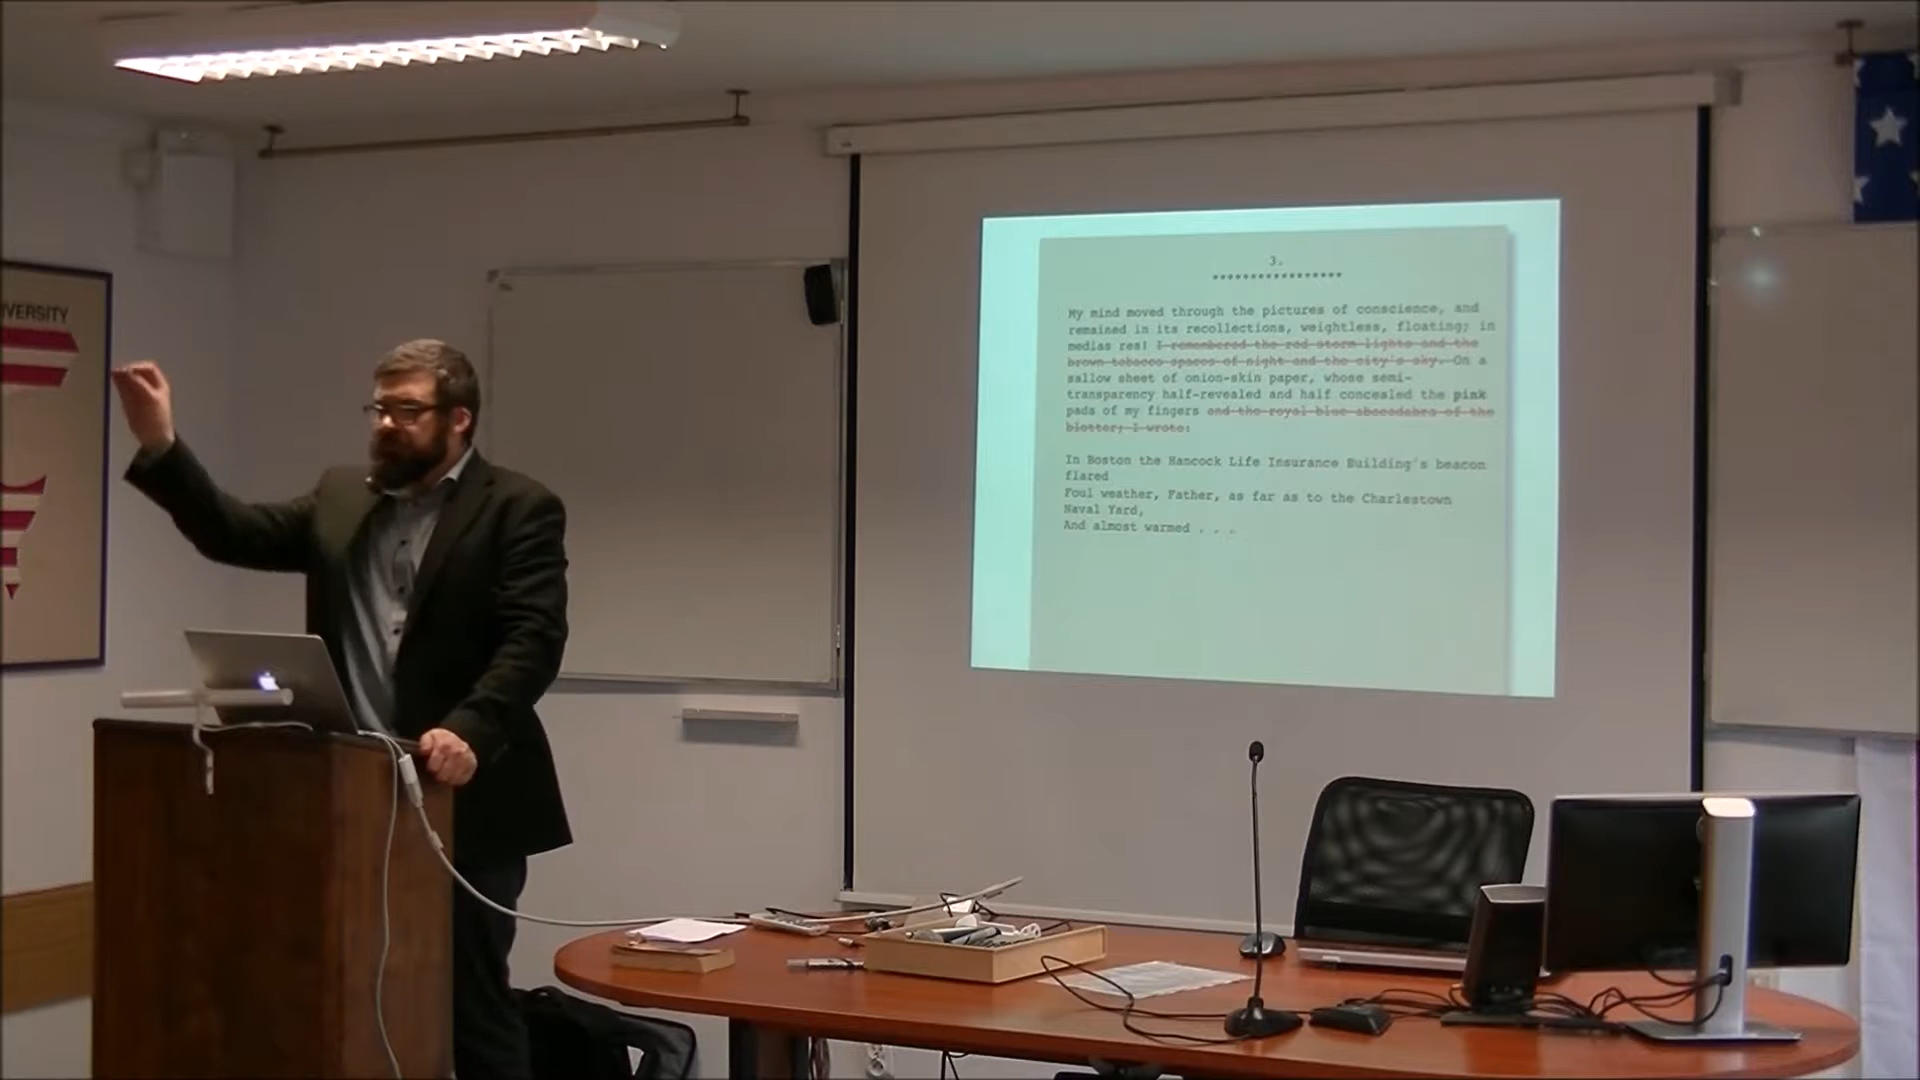 IVERSITY
3.
*****************
My mind moved through the pictures of conscience, and
remained in its recollections, weightless, floating; in
medias res! I remembered the red storm lights and the
brown tobacco spaces of night and the city's sky. On a
sallow sheet of onion-skin paper, whose semi-
transparency half-revealed and half concealed the pink
pads of my fingers and the royal blue abacadabra of the
blotter; I wrote:
In Boston the Hancock Life Insurance Building's beacon
flared
Foul weather, Father, as far as to the Charlestown
Naval Yard,
And almost warmed . . .